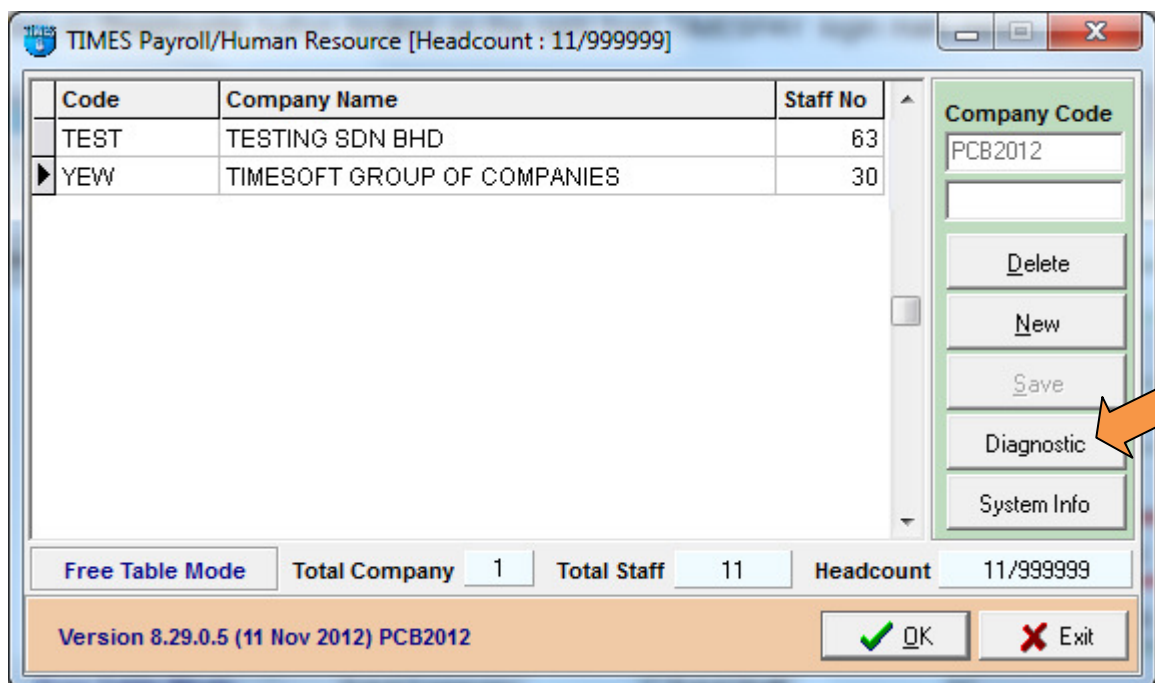 TIMES Payroll/Human Resource [Headcount : 11/999999]
Code Company Name Staff No
TEST TESTING SDN BHD 63
YEW TIMESOFT GROUP OF COMPANIES 30
Company Code
PCB2012
Delete
New
Save
Diagnostic
System Info
Free Table Mode Total Company 1 Total Staff 11 Headcount 11/999999
Version 8.29.0.5 (11 Nov 2012) PCB2012 OK Exit